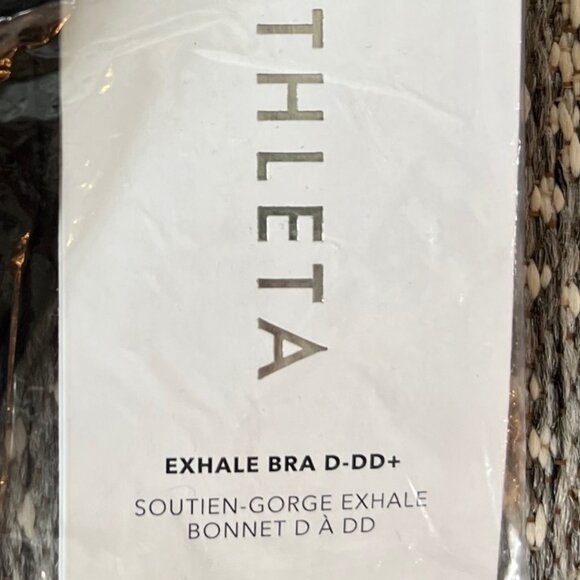 THLETA
EXHALE BRA D-DD+
SOUTIEN-GORGE EXHALE
BONNET D À DD